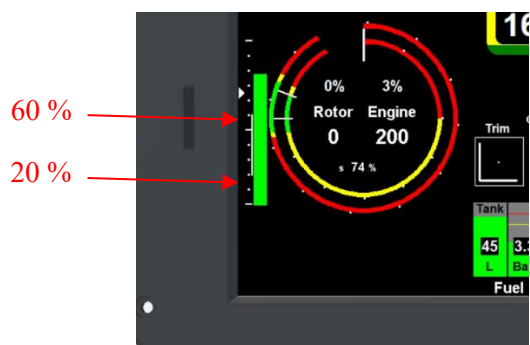 16
0% 3%
60 %
Rotor Engine
0 200
Trim
s 74 %
20 %
Tank
45 3.3
L Ba
Fuel